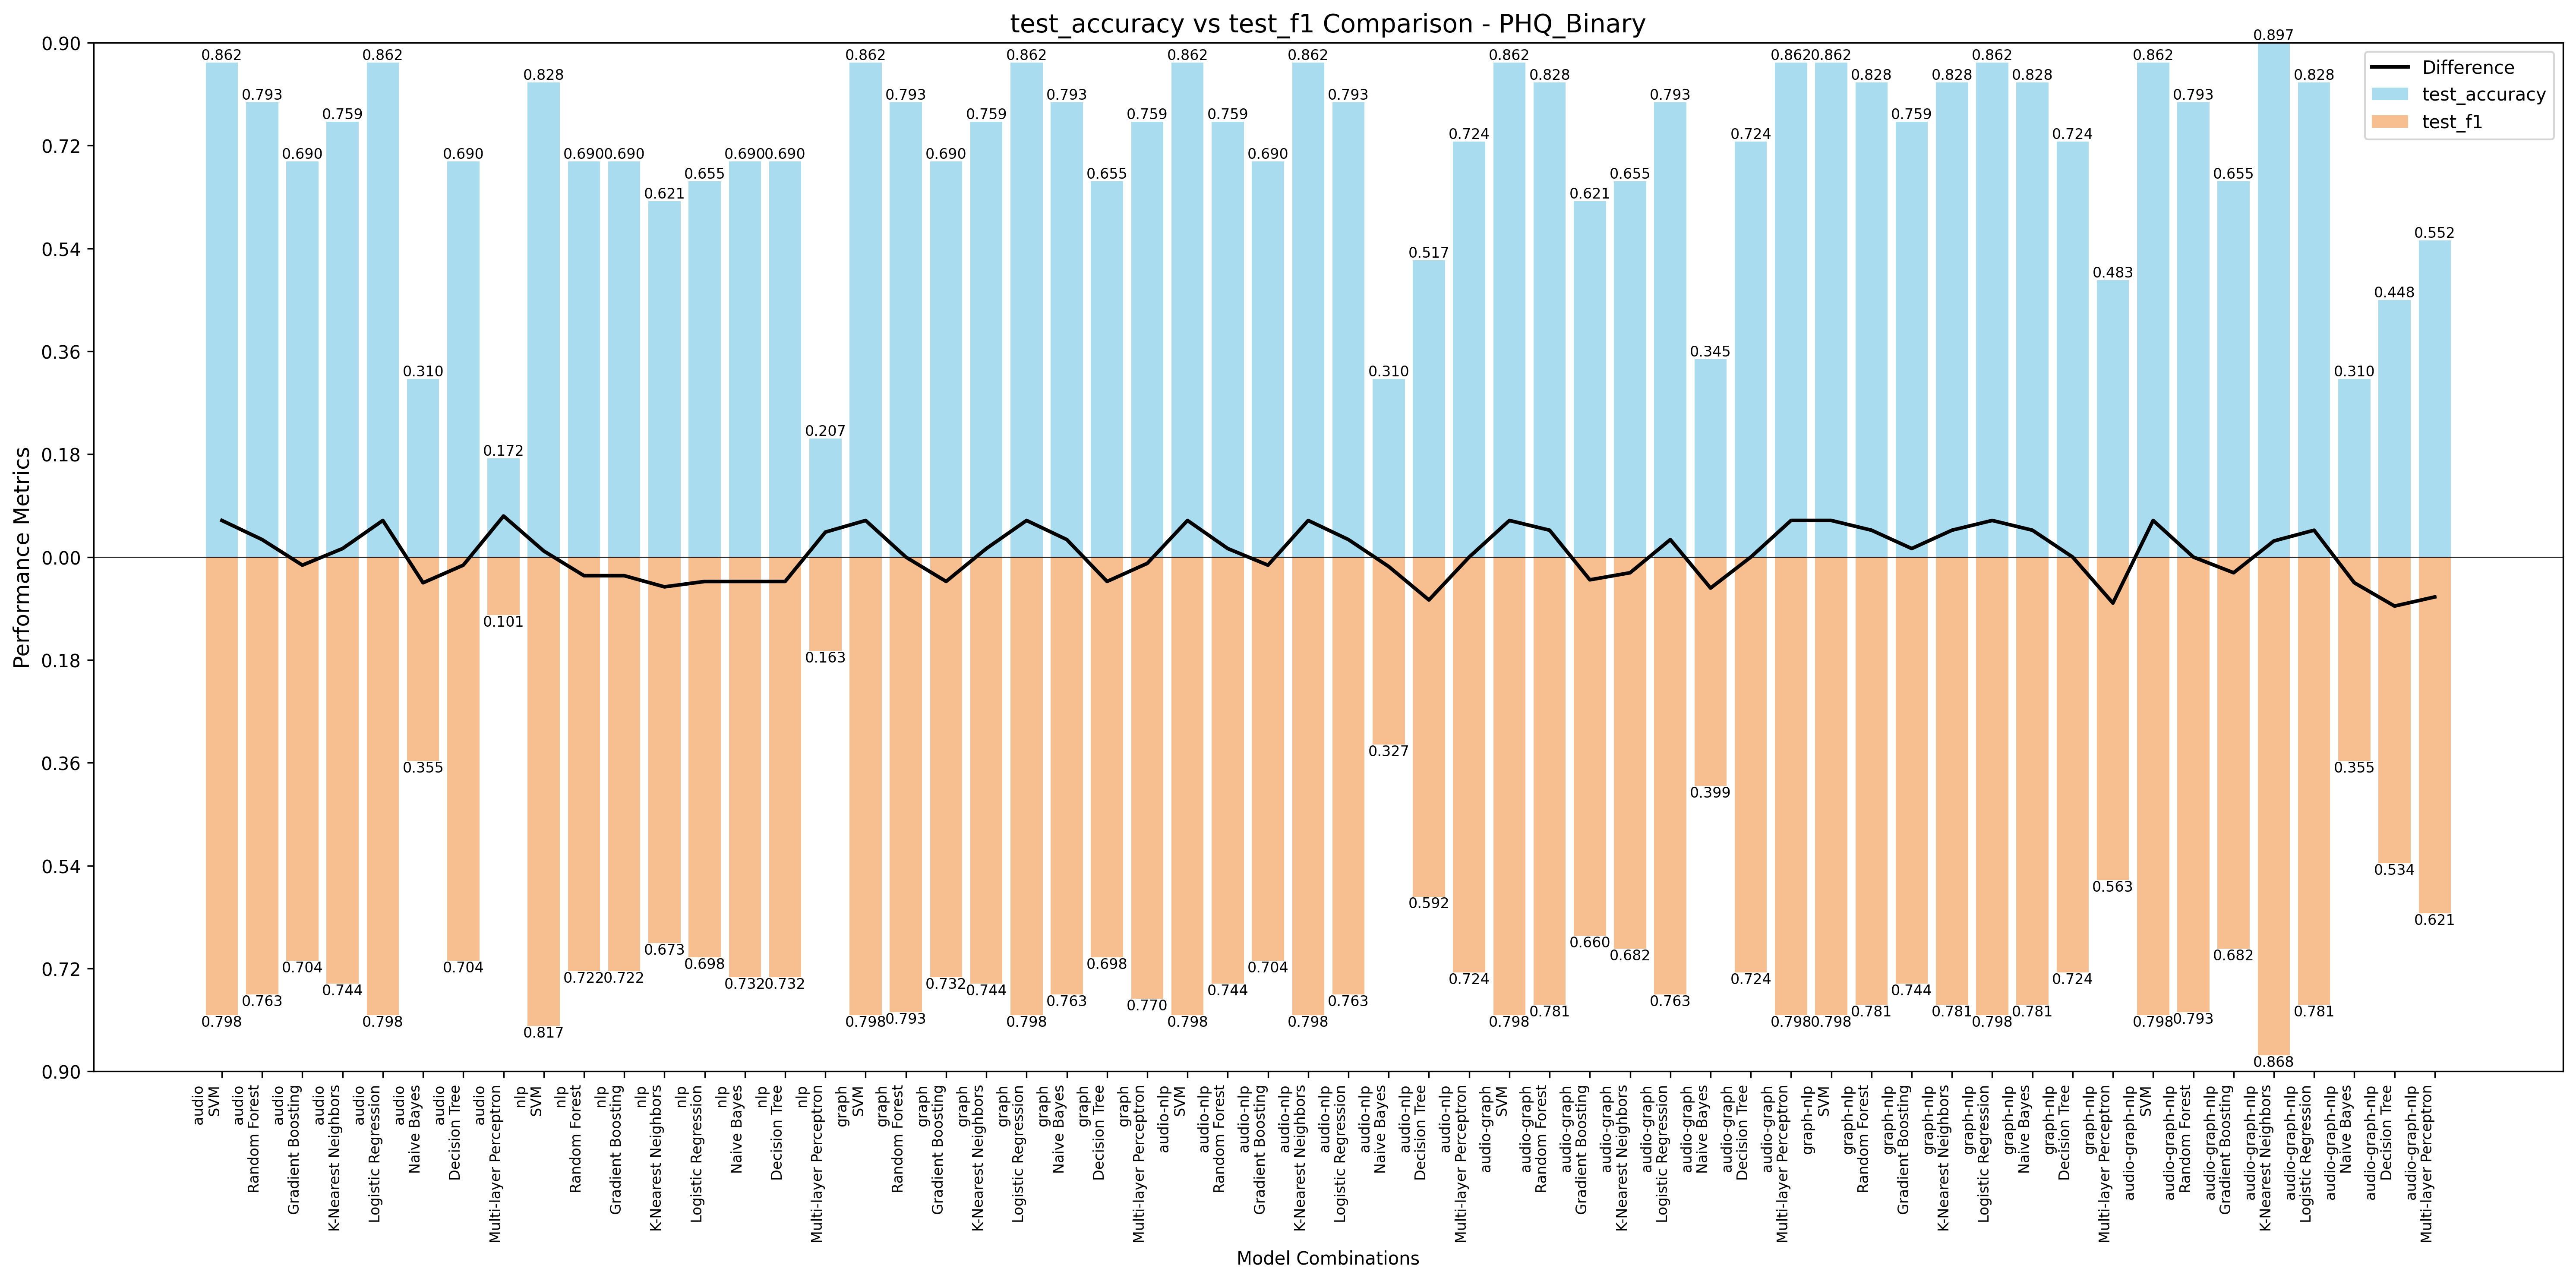 test_accuracy vs test_f1 Comparison - PHQ_Binary
Difference
test_accuracy
test_f1
Performance Metrics
0.90
0.72
0.54
0.36
0.18
0.00
0.18
0.36
0.54
0.72
0.90
0.862
0.793
0.690
0.759
0.862
0.310
0.690
0.172
0.828
0.690
0.690
0.621
0.655
0.690
0.690
0.207
0.862
0.793
0.690
0.759
0.862
0.793
0.655
0.759
0.862
0.759
0.690
0.862
0.793
0.310
0.517
0.724
0.862
0.828
0.621
0.655
0.793
0.345
0.724
0.862
0.862
0.828
0.759
0.828
0.862
0.828
0.724
0.483
0.862
0.793
0.655
0.897
0.828
0.310
0.448
0.552
0.798
0.763
0.704
0.744
0.798
0.355
0.704
0.101
0.817
0.722
0.722
0.673
0.698
0.732
0.732
0.163
0.798
0.793
0.732
0.744
0.798
0.763
0.698
0.770
0.798
0.744
0.704
0.798
0.763
0.327
0.592
0.724
0.798
0.781
0.660
0.682
0.763
0.399
0.724
0.798
0.798
0.781
0.744
0.781
0.798
0.781
0.724
0.563
0.798
0.793
0.682
0.868
0.781
0.355
0.534
0.621
audio
SVM
audio
Random Forest
audio
Gradient Boosting
audio
K-Nearest Neighbors
audio
Logistic Regression
audio
Naive Bayes
audio
Decision Tree
audio
Multi-layer Perceptron
nlp
SVM
nlp
Random Forest
nlp
Gradient Boosting
nlp
K-Nearest Neighbors
nlp
Logistic Regression
nlp
Naive Bayes
nlp
Decision Tree
nlp
Multi-layer Perceptron
graph
SVM
graph
Random Forest
graph
Gradient Boosting
graph
K-Nearest Neighbors
graph
Logistic Regression
graph
Naive Bayes
graph
Decision Tree
graph
Multi-layer Perceptron
audio-nlp
SVM
audio-nlp
Random Forest
audio-nlp
Gradient Boosting
audio-nlp
K-Nearest Neighbors
audio-nlp
Logistic Regression
audio-nlp
Naive Bayes
audio-nlp
Decision Tree
audio-nlp
Multi-layer Perceptron
audio-graph
SVM
audio-graph
Random Forest
audio-graph
Gradient Boosting
audio-graph
K-Nearest Neighbors
audio-graph
Logistic Regression
audio-graph
Naive Bayes
audio-graph
Decision Tree
audio-graph
Multi-layer Perceptron
graph-nlp
SVM
graph-nlp
Random Forest
graph-nlp
Gradient Boosting
graph-nlp
K-Nearest Neighbors
graph-nlp
Logistic Regression
graph-nlp
Naive Bayes
graph-nlp
Decision Tree
graph-nlp
Multi-layer Perceptron
audio-graph-nlp
SVM
audio-graph-nlp
Random Forest
audio-graph-nlp
Gradient Boosting
audio-graph-nlp
K-Nearest Neighbors
audio-graph-nlp
Logistic Regression
audio-graph-nlp
Naive Bayes
audio-graph-nlp
Decision Tree
audio-graph-nlp
Multi-layer Perceptron
Model Combinations